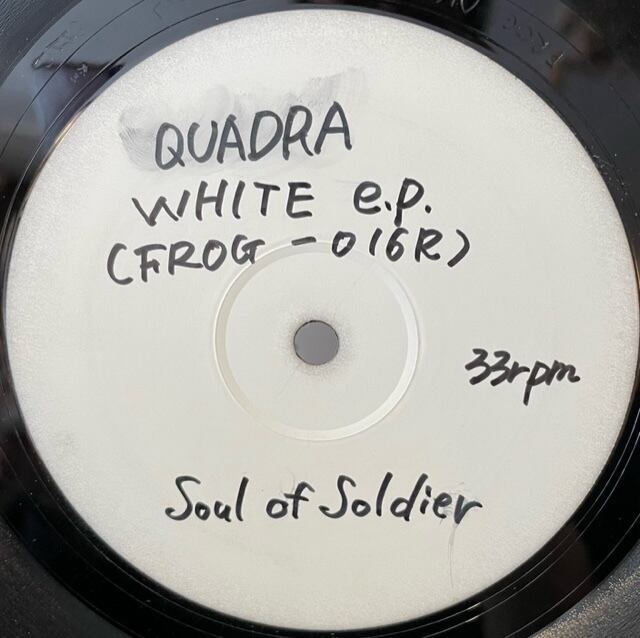 QUADRA
WHITE e.p.
(FROG-016R)
33rpm
Soul of Soldier